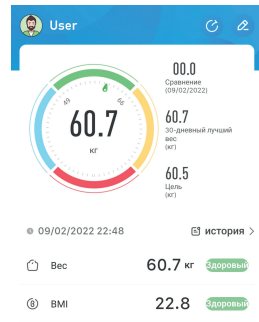 User
00.0
Сравнение
(09/02/2022)
49
66
60.7
кг
60.7
30-дневный лучший
вес
(кг)
60.5
Цель
(кг)
09/02/2022 22:48
история >
Вес
60.7 кг
Здоровый
BMI
22.8
Здоровый